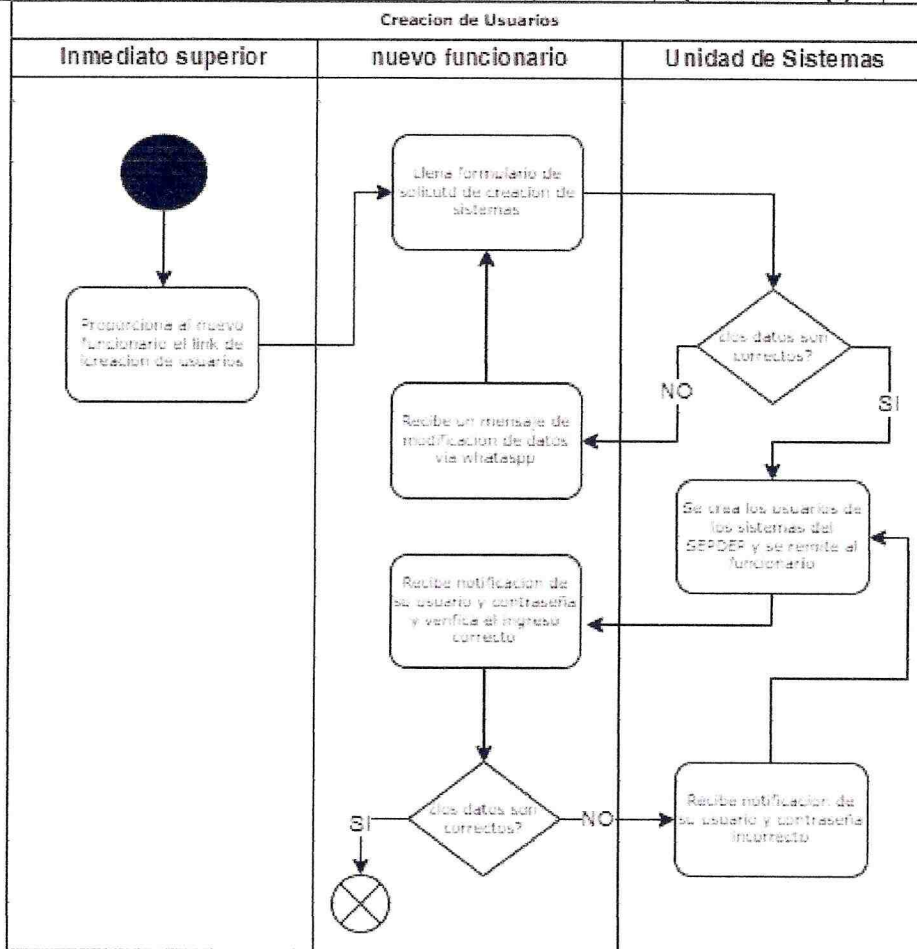 Creacion de Usuarios
Inmediato superior
nuevo funcionario
Unidad de Sistemas
Llena formulario de
solicutd de creacion de
sistemas
Proporciona al nuevo
funcionario el link de
creacion de usuarios
¿los datos son
correctos?
NO
SI
Recibe un mensaje de
modificacion de datos
via whataspp
Se crea los usuarios de
los sistemas del
y se remite al
funcionario
Recibe notificacion de
su usuario y contraseña
y verifica el ingreso
correcto
¿los datos son
correctos?
SI
NO
Recibe notificacion de
su usuario y contraseña
incorrecto